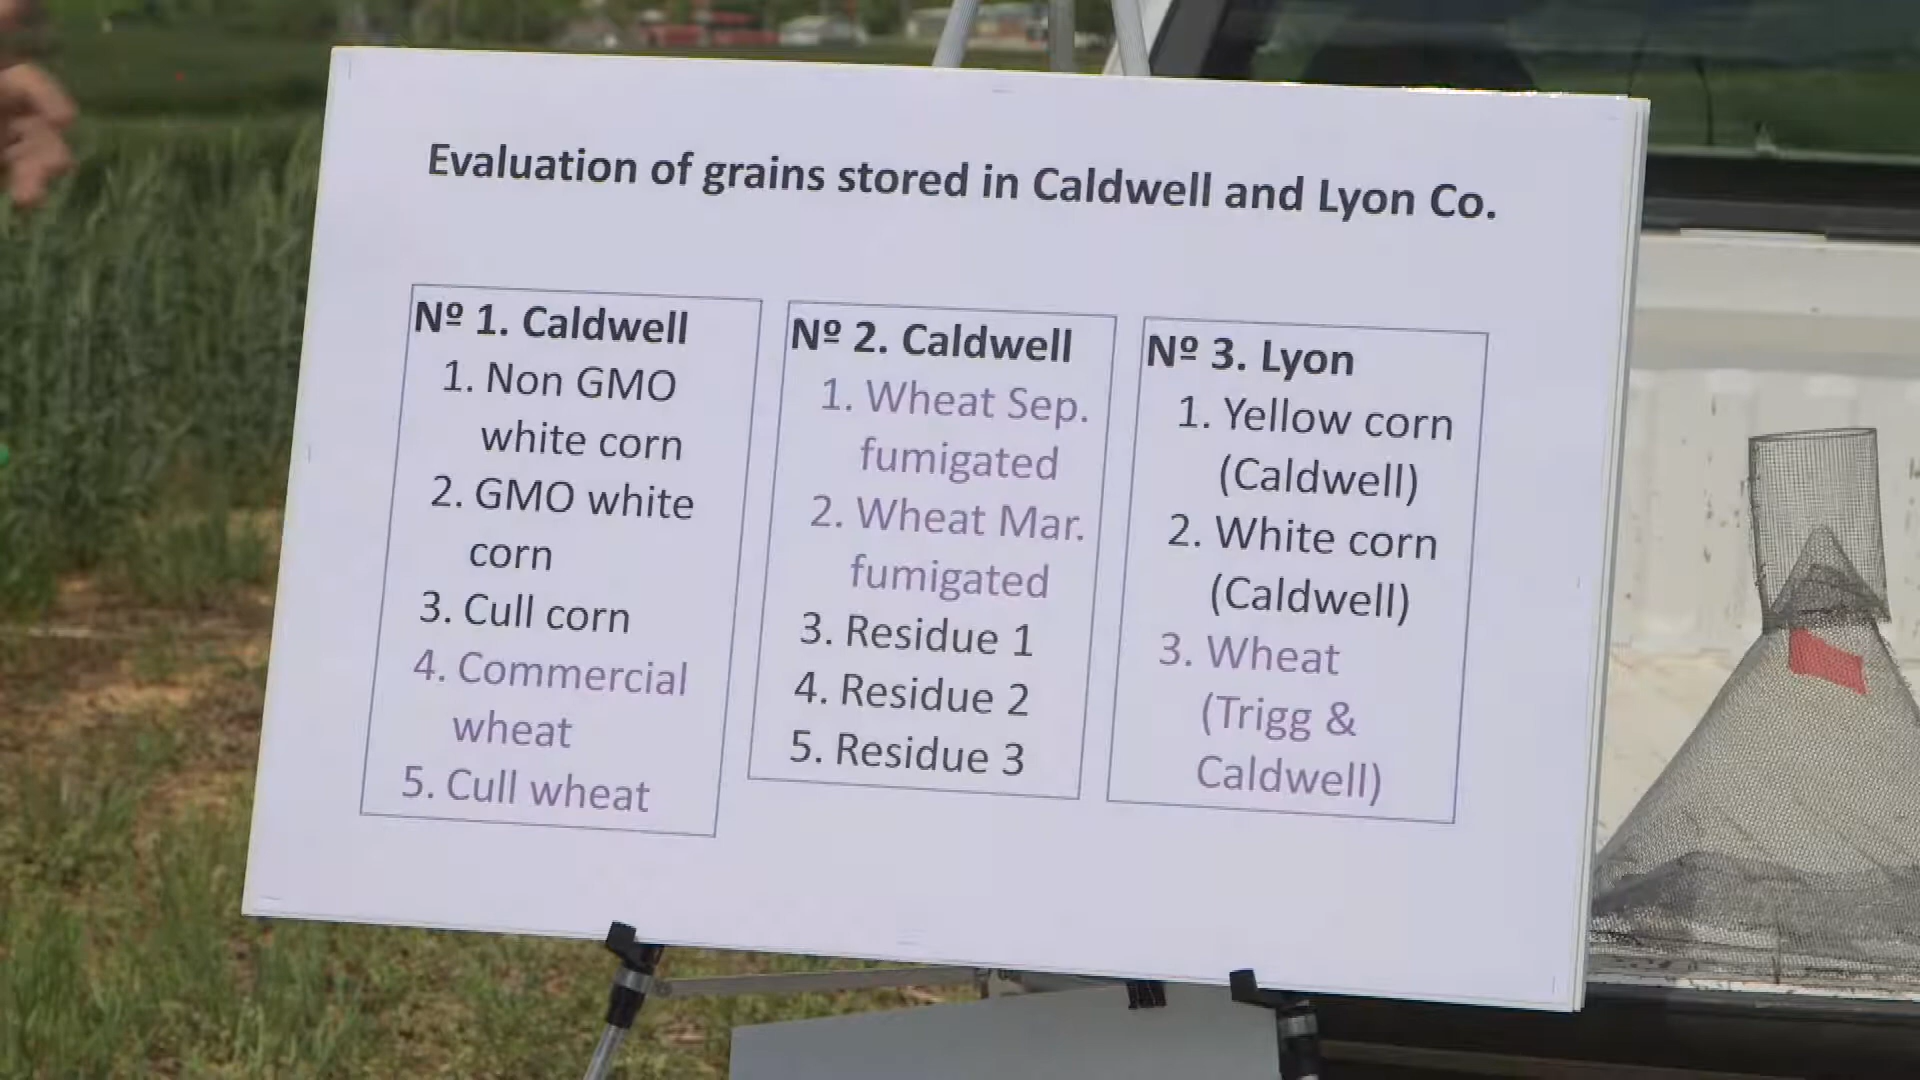 Evaluation of grains stored in Caldwell and Lyon Co.
Nº 1. Caldwell
1. Non GMO
white corn
2. GMO white
corn
3. Cull corn
4. Commercial
wheat
5. Cull wheat
Nº 2. Caldwell
1. Wheat Sep.
fumigated
2. Wheat Mar.
fumigated
3. Residue 1
4. Residue 2
5. Residue 3
Nº 3. Lyon
1. Yellow corn
(Caldwell)
2. White corn
(Caldwell)
3. Wheat
(Trigg &
Caldwell)